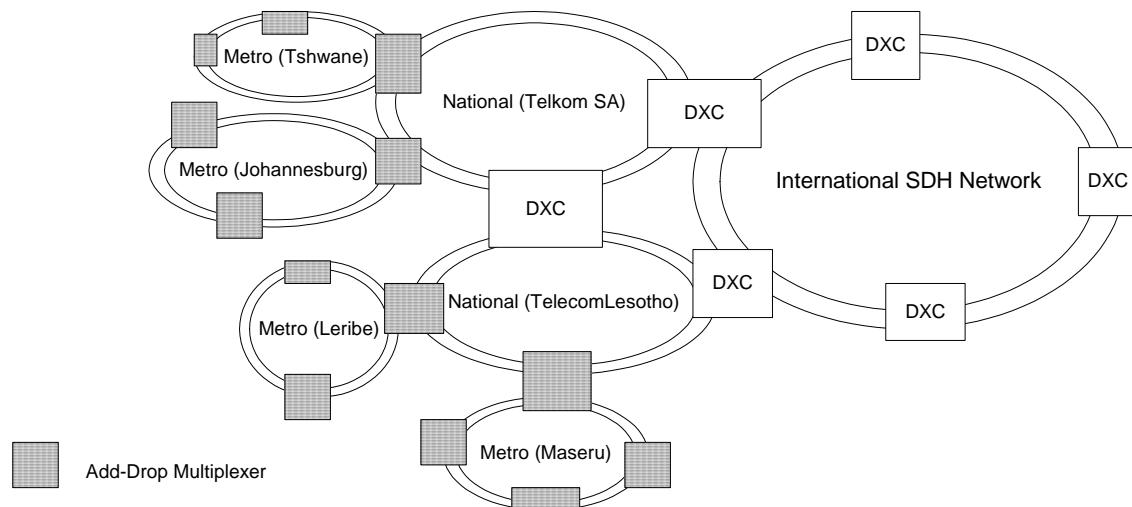 DXC
Metro (Tshwane)
National (Telkom SA)
DXC
Metro (Johannesburg)
International SDH Network
DXC
DXC
DXC
National (TelecomLesotho)
DXC
Metro (Leribe)
Metro (Maseru)
Add-Drop Multiplexer